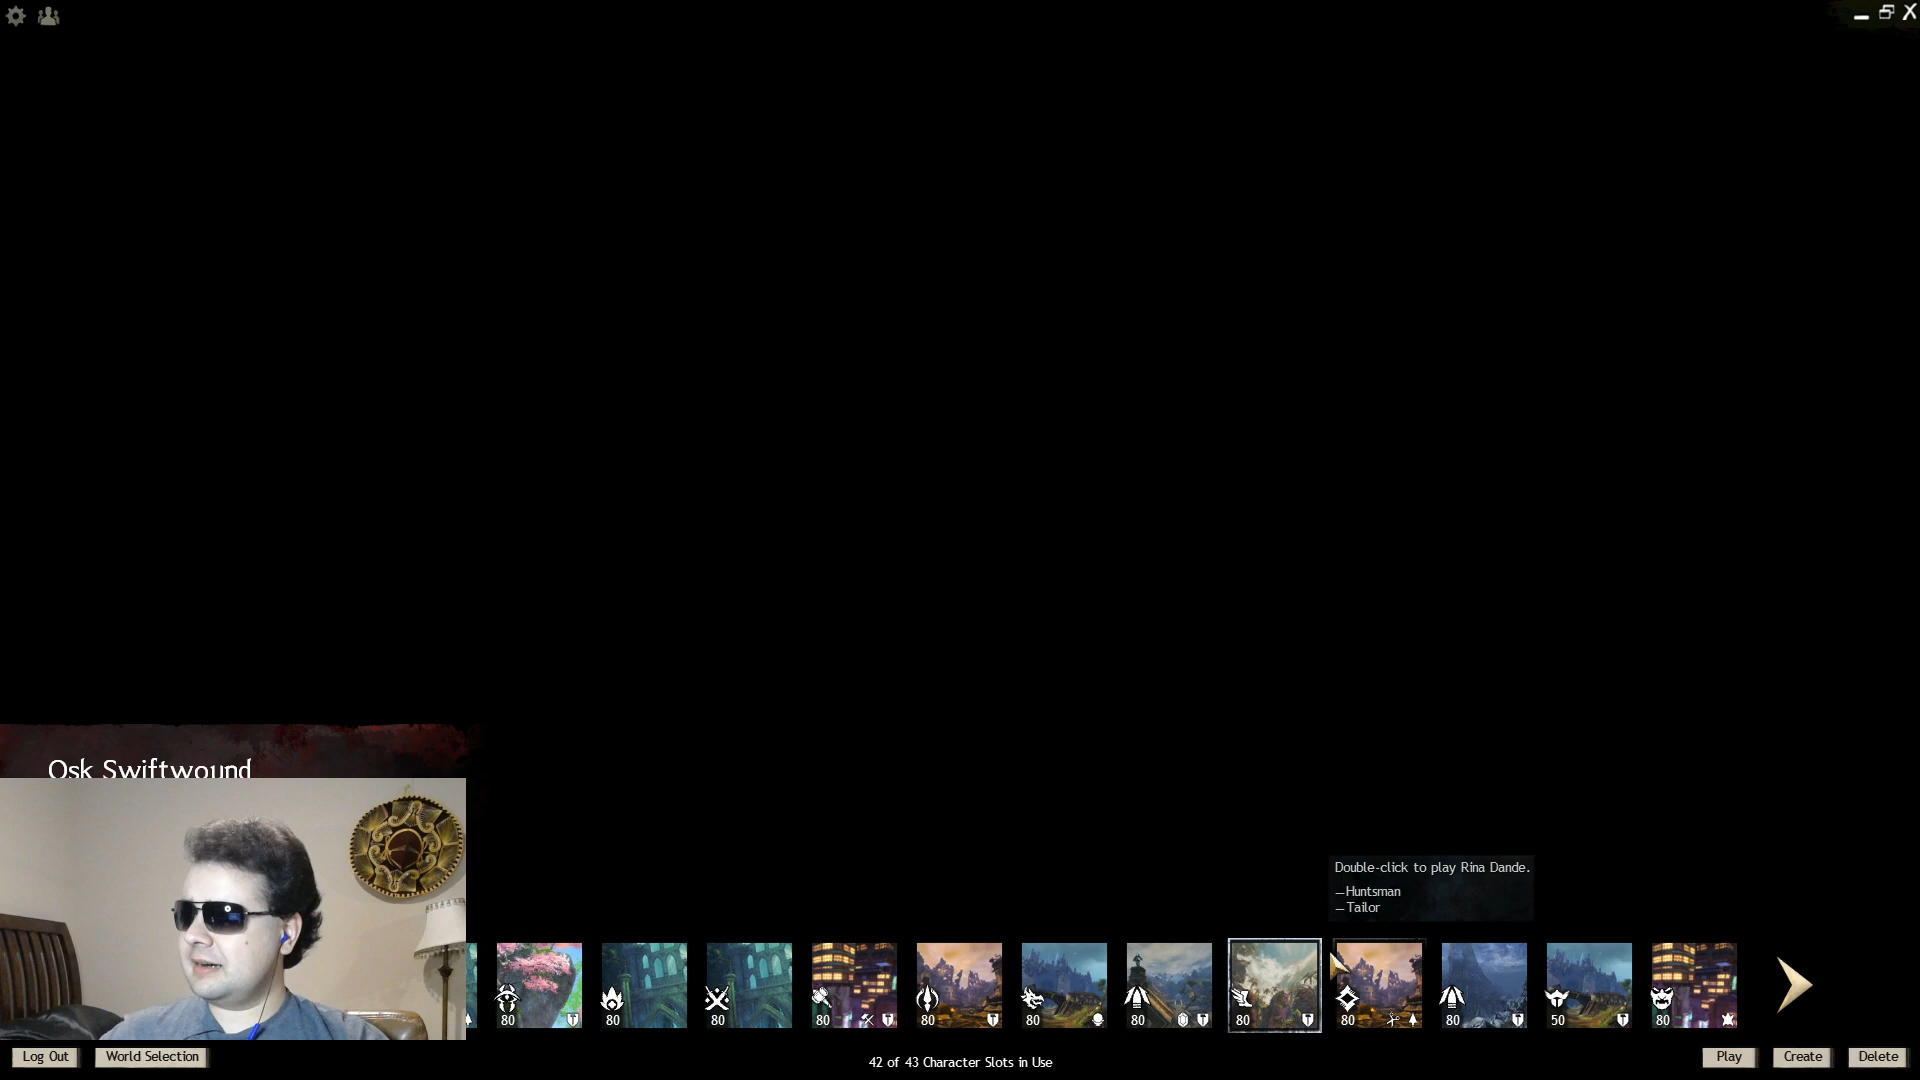 Osk Swiftwound
Double-click to play Rina Dande.
—Huntsman
—Tailor
80
80
80
80
80
80
80
80
80
80
50
80
Log Out
World Selection
42 of 43 Character Slots in Use
Play
Create
Delete